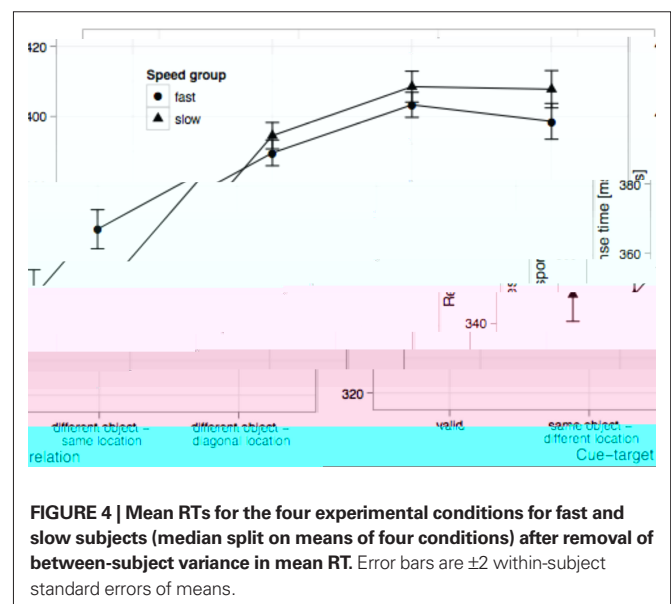 420
Speed group
fast
slow
400
380
360
340
320
different object –
same location
different object –
diagonal location
valid
same object –
different location
relation
Cue–target
FIGURE 4 | Mean RTs for the four experimental conditions for fast and
slow subjects (median split on means of four conditions) after removal of
between-subject variance in mean RT. Error bars are ±2 within-subject
standard errors of means.